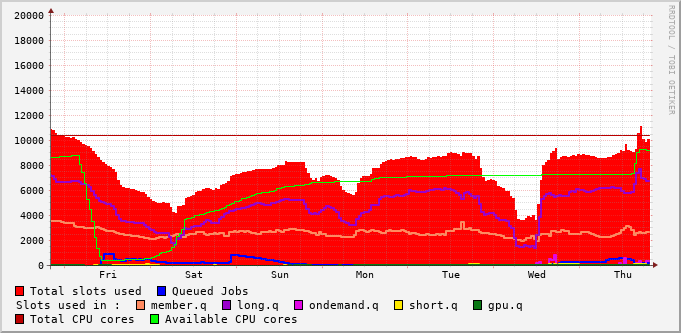 20000
18000
16000
14000
12000
10000
8000
6000
4000
2000
0
Fri Sat Sun Mon Tue Wed Thu
RRDTOOL / TOBI OETIKER
Total slots used Queued Jobs
Slots used in : member.q long.q ondemand.q short.q gpu.q
Total CPU cores Available CPU cores